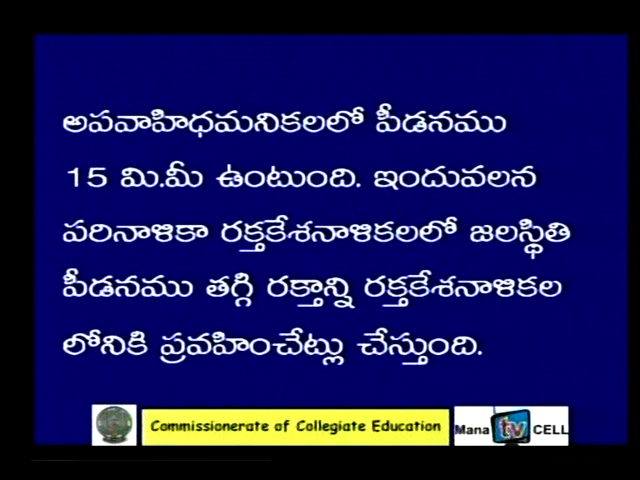 అపవాహిధమనికలలో పీడనము
15 మి.మీ ఉంటుంది. ఇందువలన
పరినాళికా రక్తకేశనాళికలలో జలస్థితి
పీడనము తగ్గి రక్తాన్ని రక్తకేశనాళికల
లోనికి ప్రవహించేట్లు చేస్తుంది.
Commissionerate of Collegiate Education
Mana tv CELL